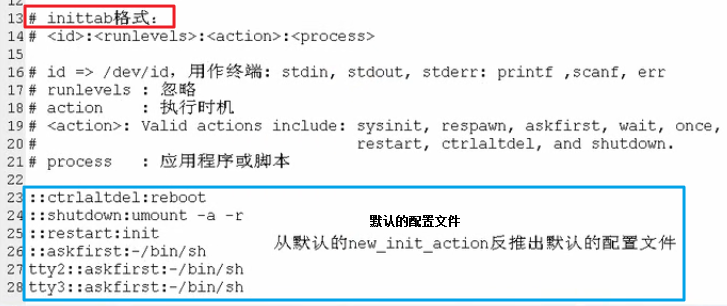 12
13 # inittab格式:
14 # <id>:<runlevels>:<action>:<process>
15
16 # id => /dev/id, 用作终端: stdin, stdout, stderr: printf ,scanf, err
17 # runlevels : 忽略
18 # action    : 执行时机
19 # <action>: Valid actions include: sysinit, respawn, askfirst, wait, once,
20 #                                  restart, ctrlaltdel, and shutdown.
21 # process   : 应用程序或脚本
22
23 ::ctrlaltdel:reboot
24 ::shutdown:umount -a -r
默认的配置文件
25 ::restart:init
从默认的new_init_action反推出默认的配置文件
26 ::askfirst:-/bin/sh
27 tty2::askfirst:-/bin/sh
28 tty3::askfirst:-/bin/sh